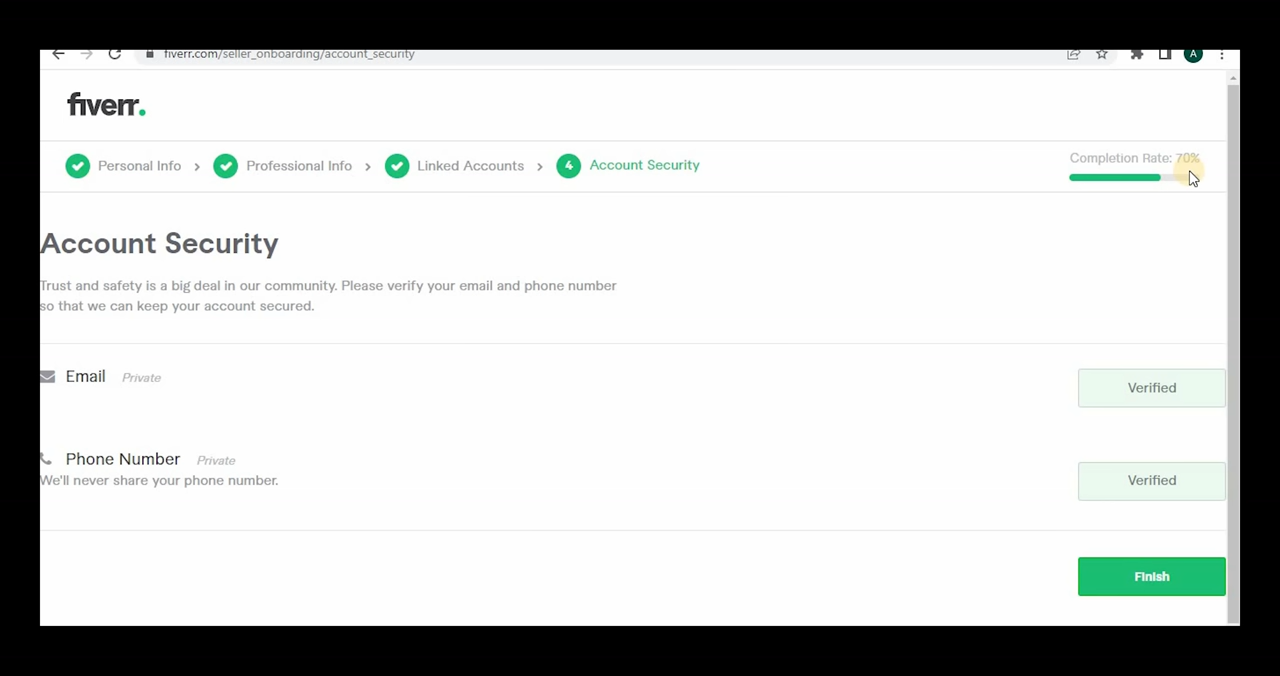 fiverr.com/seller_onboarding/account_security
A
fiverr.
Personal Info > Professional Info > Linked Accounts > 4 Account Security
Completion Rate: 70%
Account Security
Trust and safety is a big deal in our community. Please verify your email and phone number
so that we can keep your account secured.
Email Private
Verified
Phone Number Private
We'll never share your phone number.
Verified
Finish